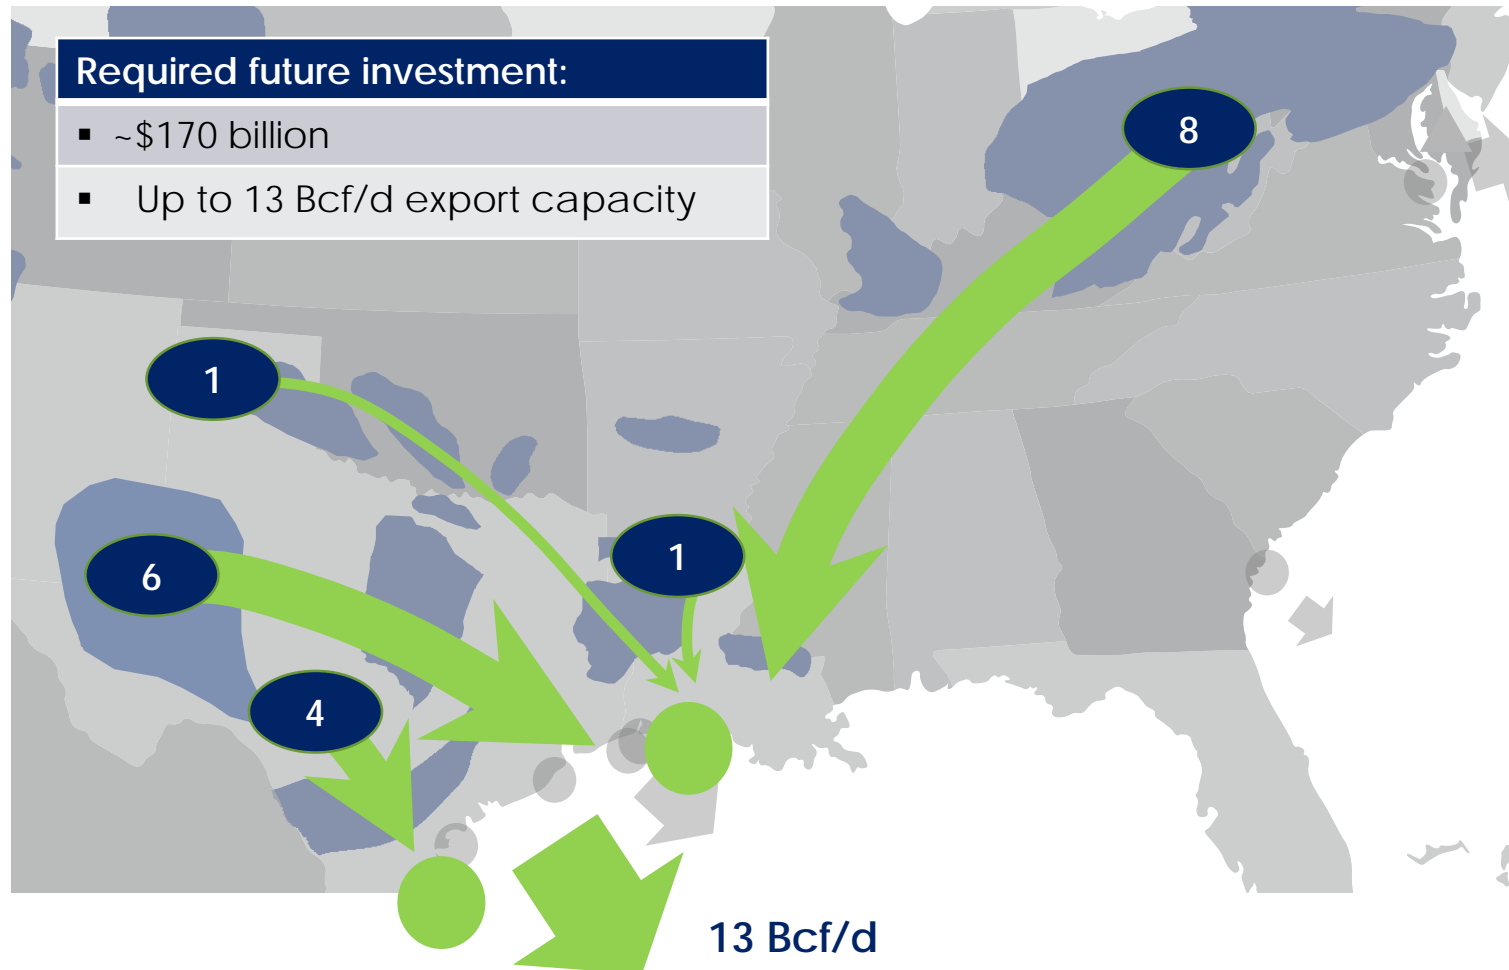 Required future investment:
▪ ~$170 billion
▪ Up to 13 Bcf/d export capacity
8
1
1
6
4
13 Bcf/d